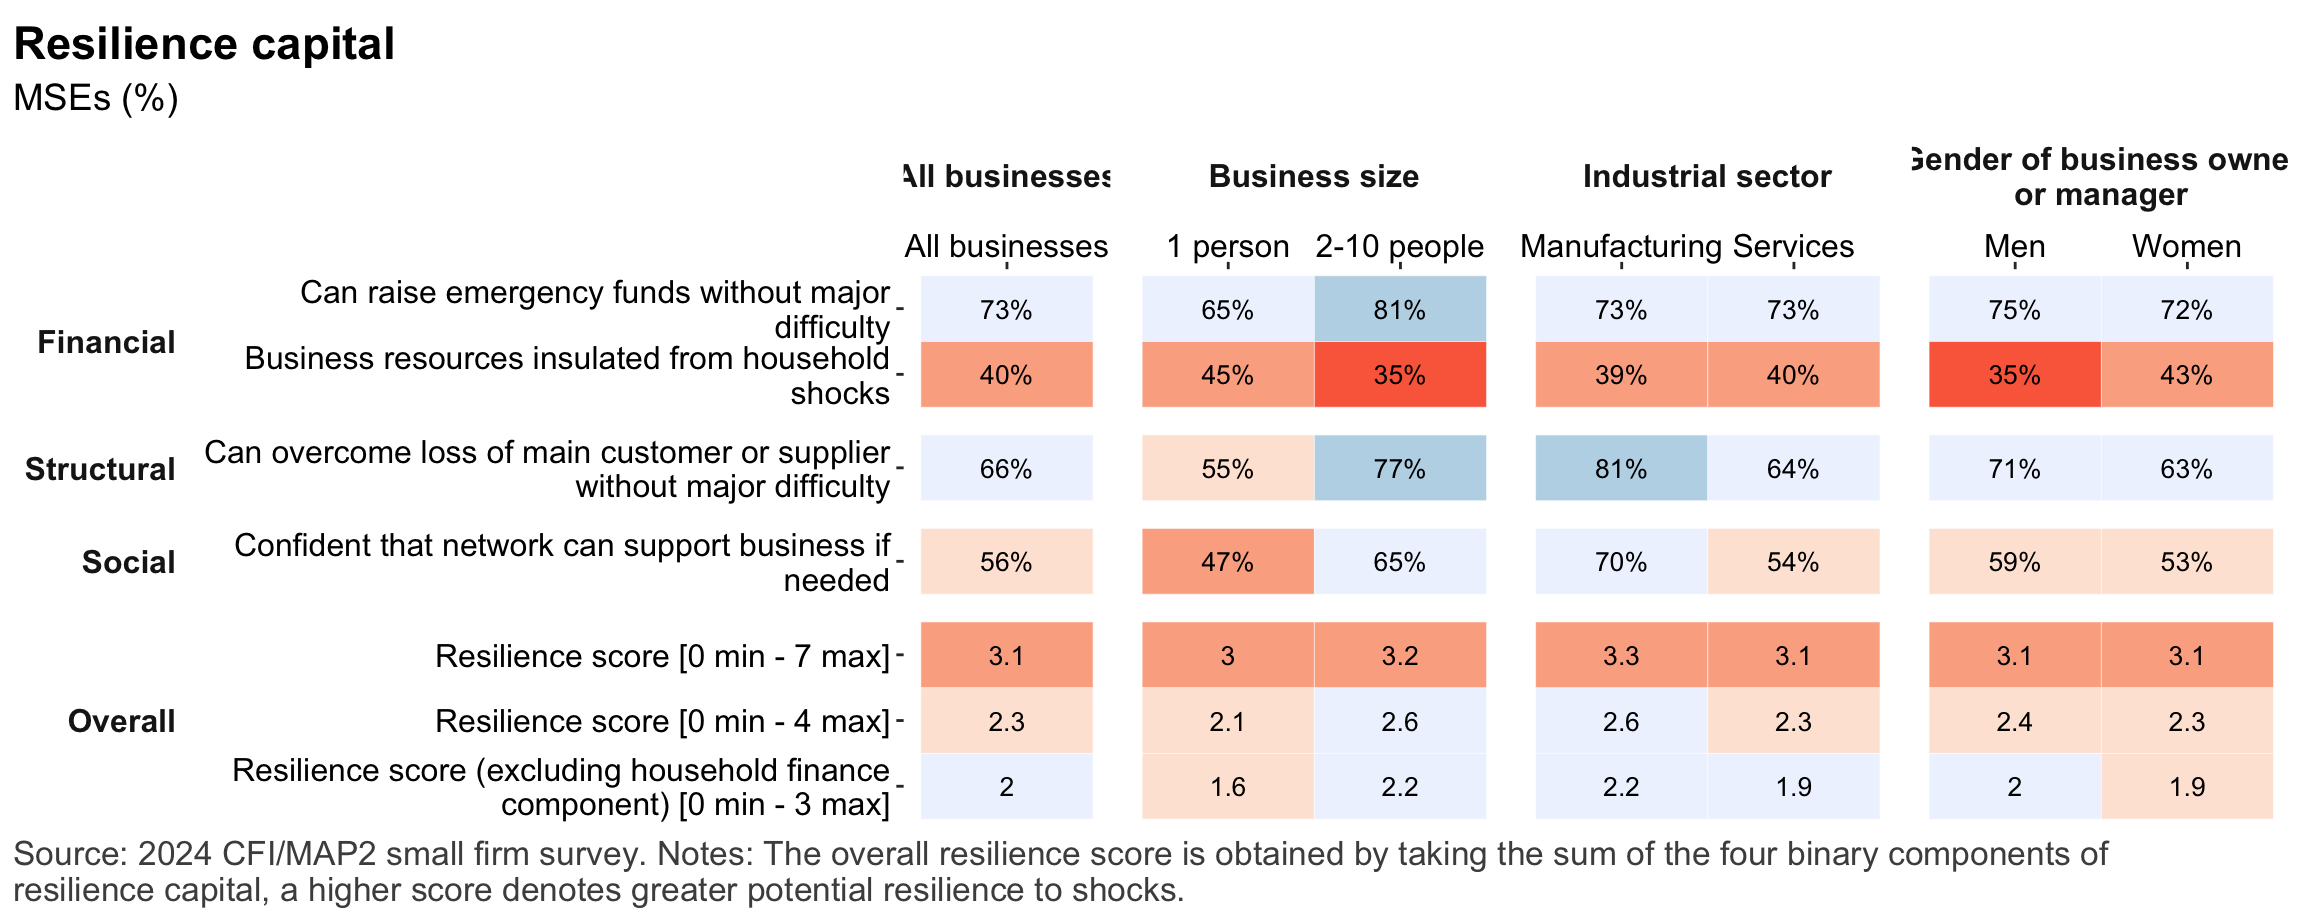 Resilience capital
MSEs (%)
All businesses Business size Industrial sector Gender of business owne
or manager
All businesses 1 person 2-10 people Manufacturing Services Men Women
Financial
Can raise emergency funds without major
difficulty
73% 65% 81% 73% 73% 75% 72%
Business resources insulated from household
shocks
40% 45% 35% 39% 40% 35% 43%
Structural
Can overcome loss of main customer or supplier
without major difficulty
66% 55% 77% 81% 64% 71% 63%
Social
Confident that network can support business if
needed
56% 47% 65% 70% 54% 59% 53%
Overall
Resilience score [0 min - 7 max]
3.1 3 3.2 3.3 3.1 3.1 3.1
Resilience score [0 min - 4 max]
2.3 2.1 2.6 2.6 2.3 2.4 2.3
Resilience score (excluding household finance
component) [0 min - 3 max]
2 1.6 2.2 2.2 1.9 2 1.9
Source: 2024 CFI/MAP2 small firm survey. Notes: The overall resilience score is obtained by taking the sum of the four binary components of
resilience capital, a higher score denotes greater potential resilience to shocks.